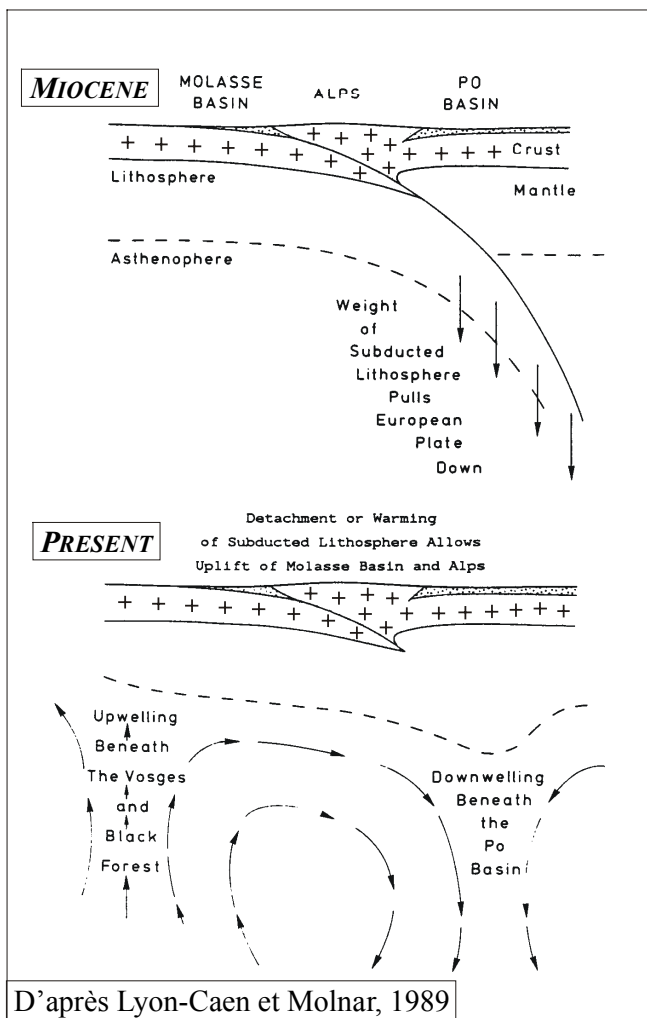 MIOCENE
MOLASSE
BASIN
ALPS
PO
BASIN
Crust
Lithosphere
Mantle
Asthenophere
Weight
of
Subducted
Lithosphere
Pulls
European
Plate
Down
PRESENT
Detachment or Warming
of Subducted Lithosphere Allows
Uplift of Molasse Basin and Alps
Upwelling
Beneath
The Vosges
and
Black
Forest
Downwelling
Beneath
the
Po
Basin
D'après Lyon-Caen et Molnar, 1989